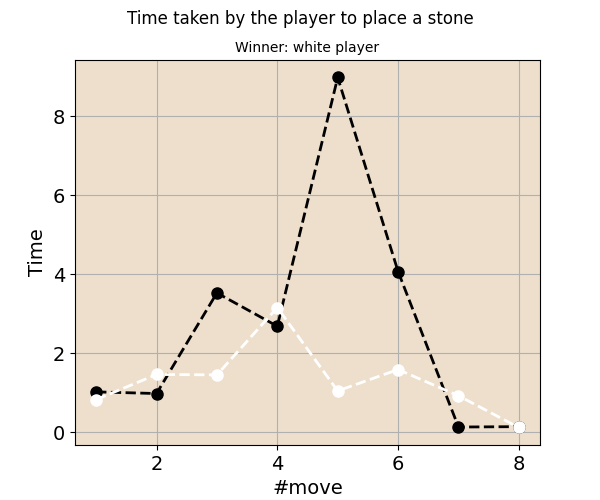 Time taken by the player to place a stone
Winner: white player
8
6
4
2
0
Time
2 4 6 8
#move